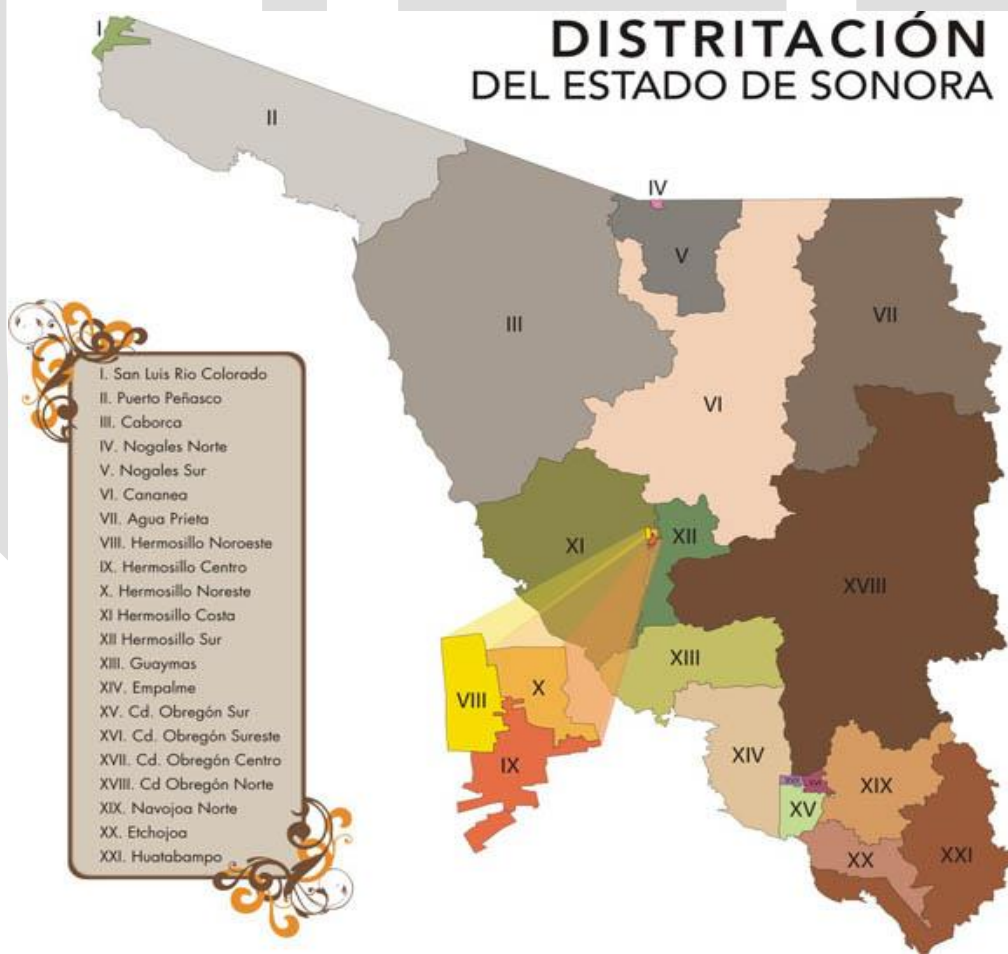 DISTRITACIÓN
DEL ESTADO DE SONORA
I
II
III
IV
V
VI
VII
XI
XII
XVIII
XIII
VIII
X
IX
XIV
XVII
XVI
XV
XIX
XX
XXI
I. San Luis Rio Colorado
II. Puerto Peñasco
III. Caborca
IV. Nogales Norte
V. Nogales Sur
VI. Cananea
VII. Agua Prieta
VIII. Hermosillo Noroeste
IX. Hermosillo Centro
X. Hermosillo Noreste
XI Hermosillo Costa
XII Hermosillo Sur
XIII. Guaymas
XIV. Empalme
XV. Cd. Obregón Sur
XVI. Cd. Obregón Sureste
XVII. Cd. Obregón Centro
XVIII. Cd Obregón Norte
XIX. Navojoa Norte
XX. Etchojoa
XXI. Huatabampo